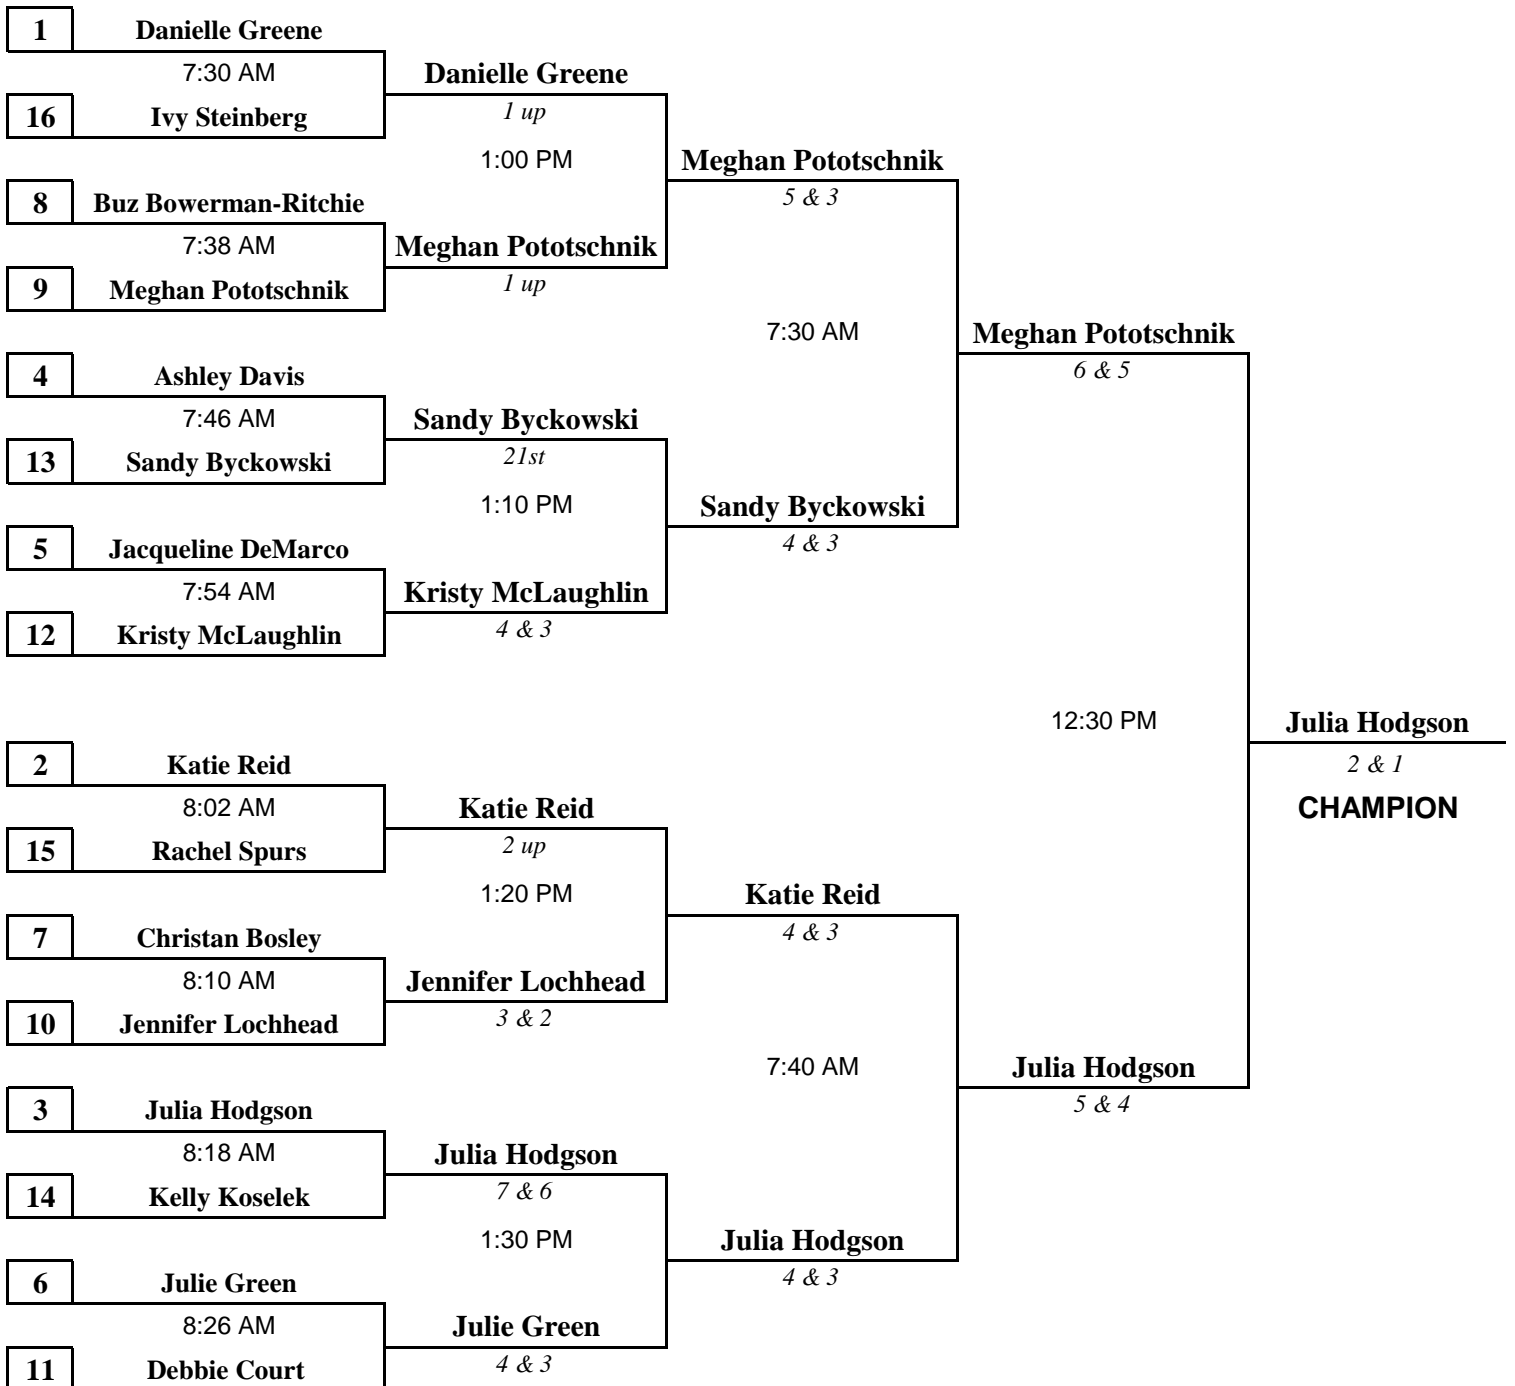 1 Danielle Greene
7:30 AM
Danielle Greene
16 Ivy Steinberg
1 up
1:00 PM
Meghan Pototschnik
8 Buz Bowerman-Ritchie
5 & 3
7:38 AM
Meghan Pototschnik
9 Meghan Pototschnik
1 up
7:30 AM
Meghan Pototschnik
4 Ashley Davis
6 & 5
7:46 AM
Sandy Byckowski
13 Sandy Byckowski
21st
1:10 PM
Sandy Byckowski
5 Jacqueline DeMarco
4 & 3
7:54 AM
Kristy McLaughlin
12 Kristy McLaughlin
4 & 3
12:30 PM
Julia Hodgson
2 Katie Reid
2 & 1
8:02 AM
Katie Reid
CHAMPION
15 Rachel Spurs
2 up
1:20 PM
Katie Reid
7 Christan Bosley
4 & 3
8:10 AM
Jennifer Lochhead
10 Jennifer Lochhead
3 & 2
7:40 AM
Julia Hodgson
3 Julia Hodgson
5 & 4
8:18 AM
Julia Hodgson
14 Kelly Koselek
7 & 6
1:30 PM
Julia Hodgson
6 Julie Green
4 & 3
8:26 AM
Julie Green
11 Debbie Court
4 & 3